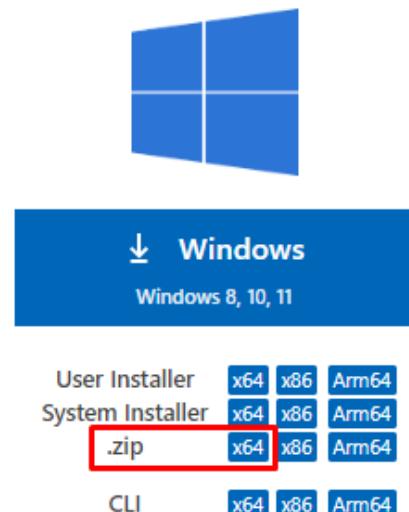 Windows
Windows 8, 10, 11
User Installer x64 x86 Arm64
System Installer x64 x86 Arm64
.zip x64 x86 Arm64
CLI x64 x86 Arm64